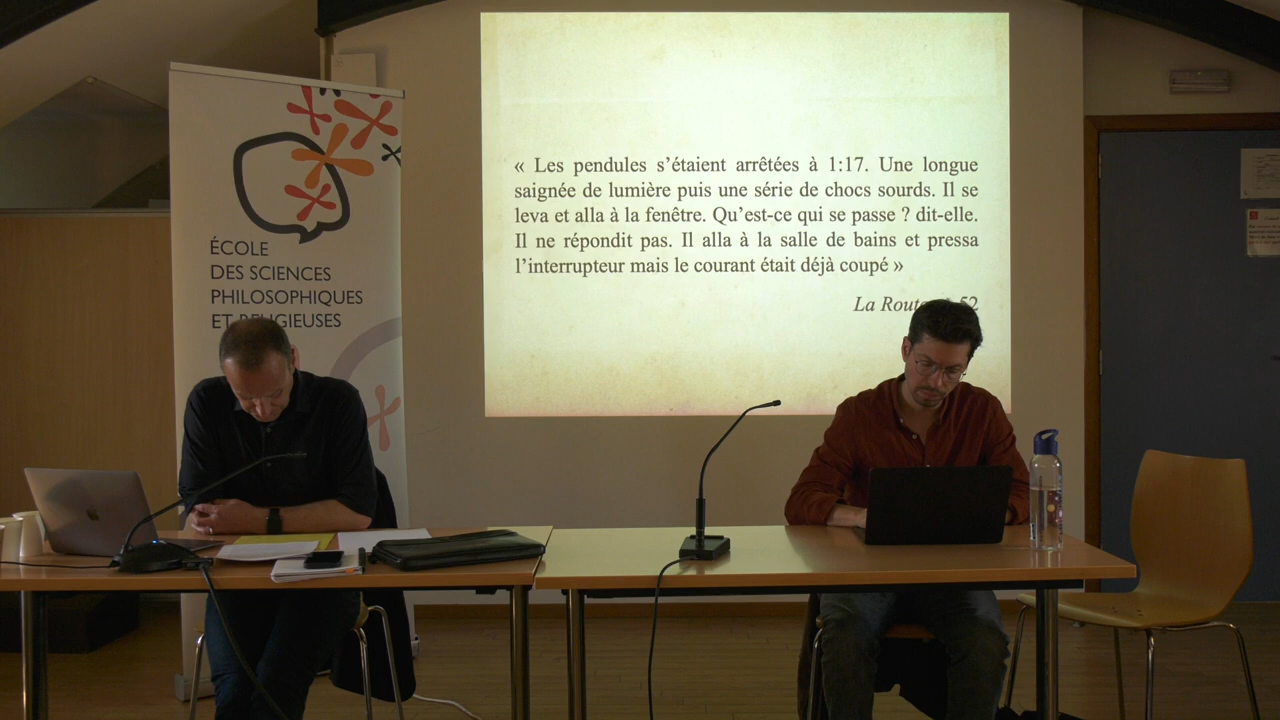 ÉCOLE
DES SCIENCES
PHILOSOPHIQUES
ET RELIGIEUSES
« Les pendules s’étaient arrêtées à 1:17. Une longue
saignée de lumière puis une série de chocs sourds. Il se
leva et alla à la fenêtre. Qu’est-ce qui se passe ? dit-elle.
Il ne répondit pas. Il alla à la salle de bains et pressa
l’interrupteur mais le courant était déjà coupé »
La Route 52